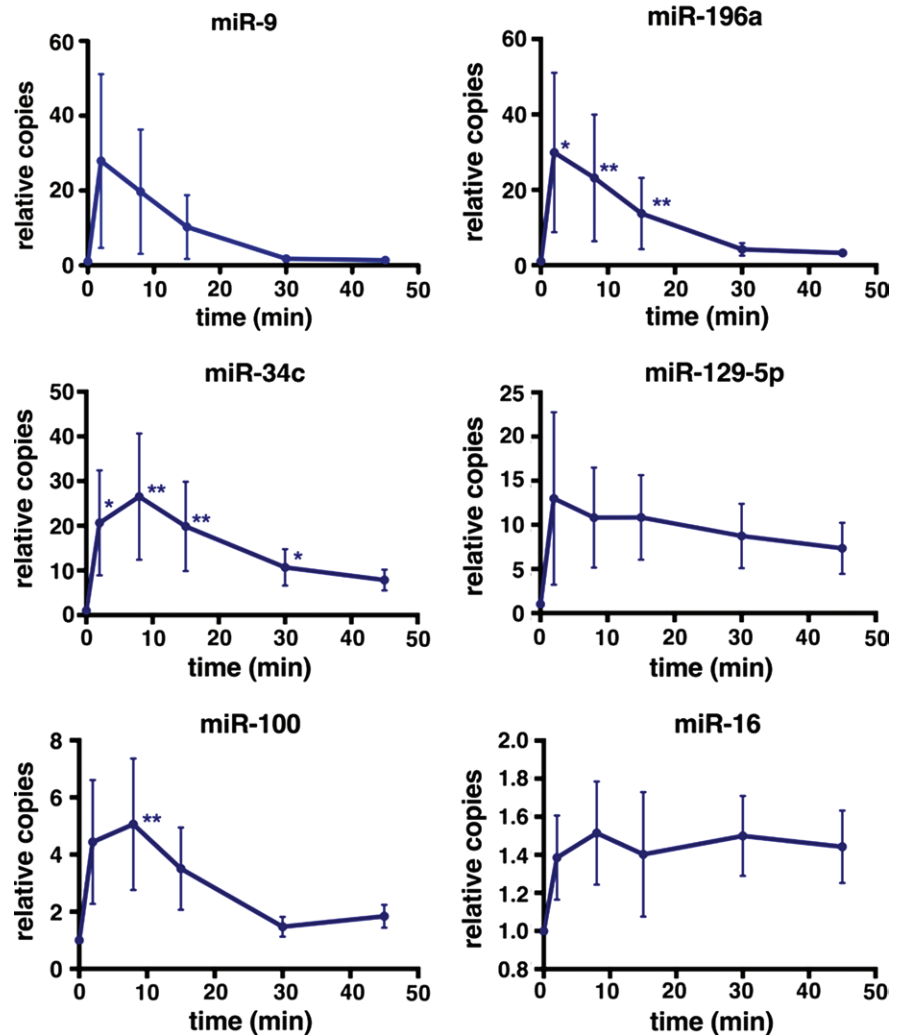 miR-9
60
40
20
0
relative copies
0 10 20 30 40 50
time (min)
miR-196a
60
40
20
0
relative copies
*
**
**
0 10 20 30 40 50
time (min)
miR-34c
50
40
30
20
10
0
relative copies
*
**
**
*
0 10 20 30 40 50
time (min)
miR-129-5p
25
20
15
10
5
0
relative copies
0 10 20 30 40 50
time (min)
miR-100
8
6
4
2
0
relative copies
**
0 10 20 30 40 50
time (min)
miR-16
2.0
1.8
1.6
1.4
1.2
1.0
0.8
relative copies
0 10 20 30 40 50
time (min)